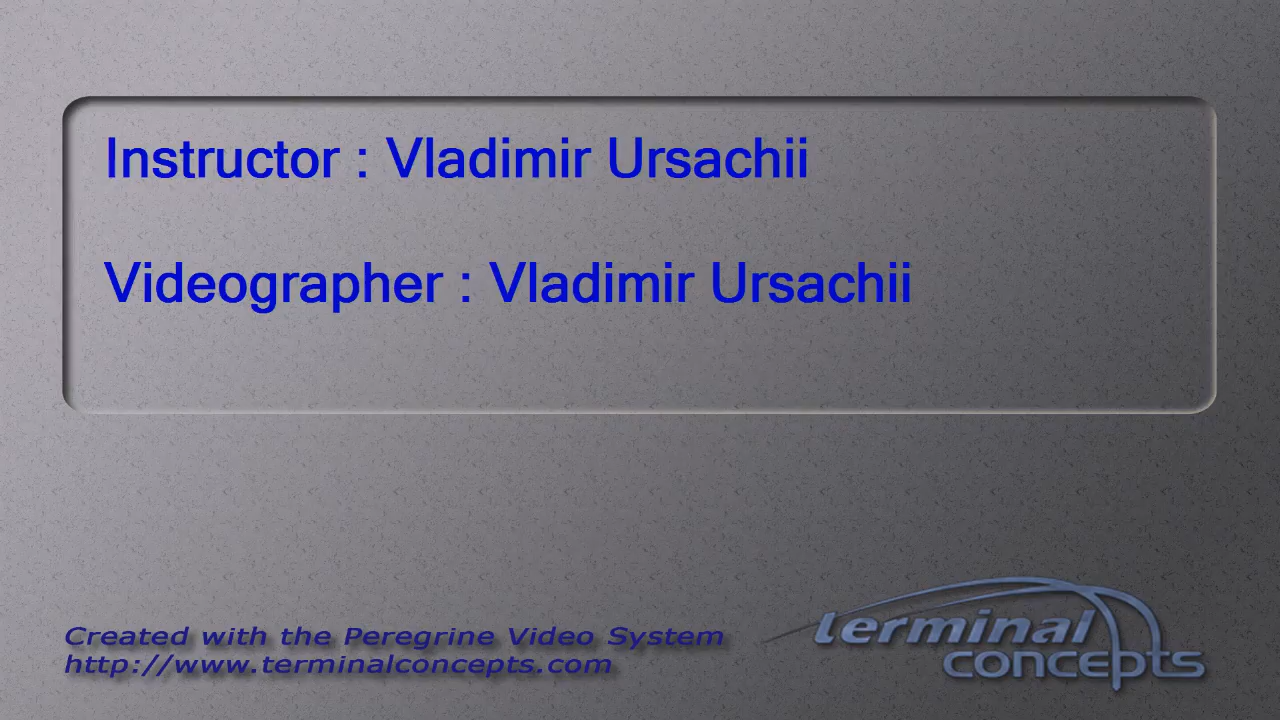 Instructor : Vladimir Ursachii
Videographer : Vladimir Ursachii
Created with the Peregrine Video System
http://www.terminalconcepts.com
terminal
concepts